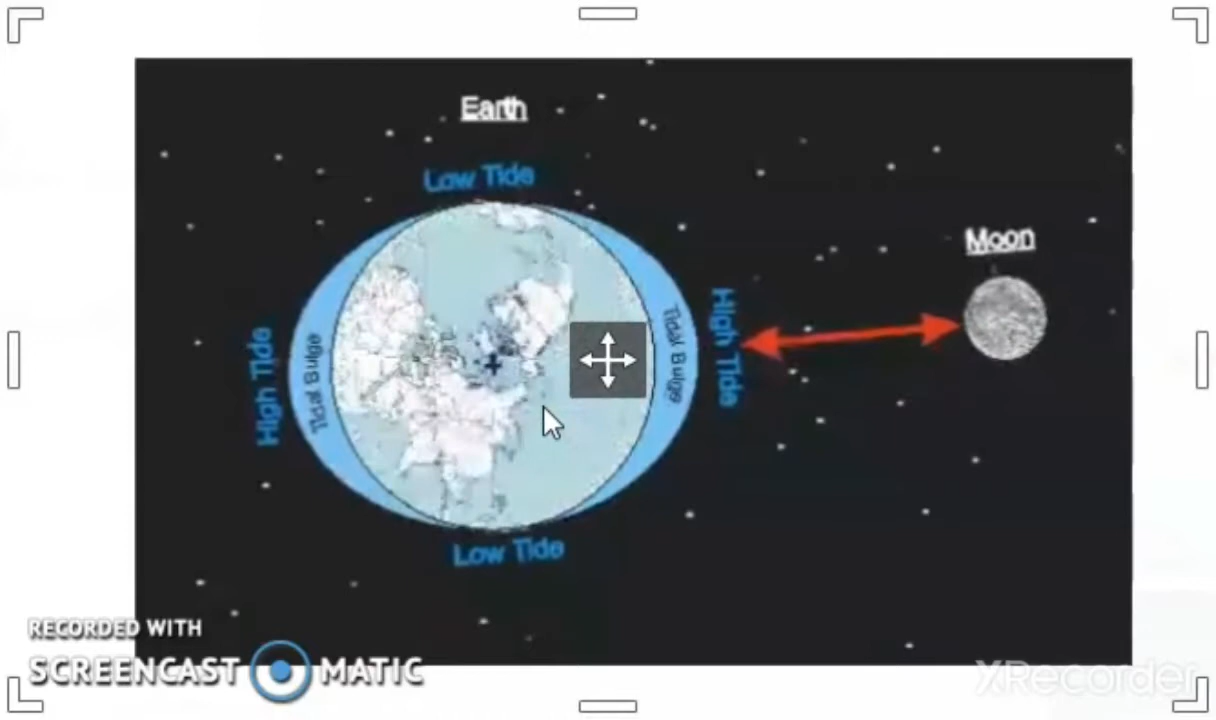 Earth
Low Tide
Moon
High Tide
Tidal Bulge
Tidal Bulge
High Tide
Low Tide
RECORDED WITH
SCREENCAST MATIC
XRecorder